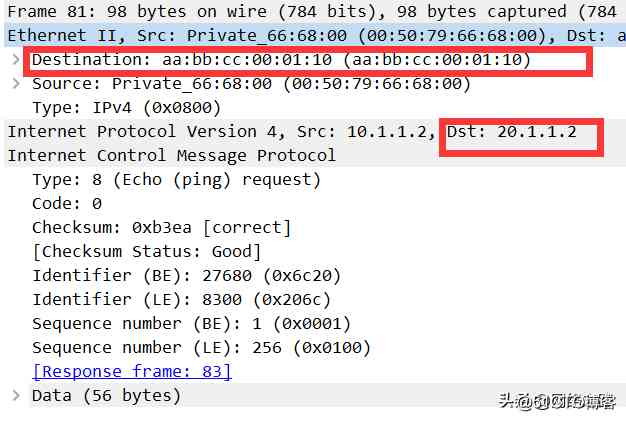 Frame 81: 98 bytes on wire (784 bits), 98 bytes captured (784
Ethernet II, Src: Private_66:68:00 (00:50:79:66:68:00), Dst: a
Destination: aa:bb:cc:00:01:10 (aa:bb:cc:00:01:10)
Source: Private_66:68:00 (00:50:79:66:68:00)
Type: IPv4 (0x0800)
Internet Protocol Version 4, Src: 10.1.1.2, Dst: 20.1.1.2
Internet Control Message Protocol
Type: 8 (Echo (ping) request)
Code: 0
Checksum: 0xb3ea [correct]
[Checksum Status: Good]
Identifier (BE): 27680 (0x6c20)
Identifier (LE): 8300 (0x206c)
Sequence number (BE): 1 (0x0001)
Sequence number (LE): 256 (0x0100)
[Response frame: 83]
Data (56 bytes)